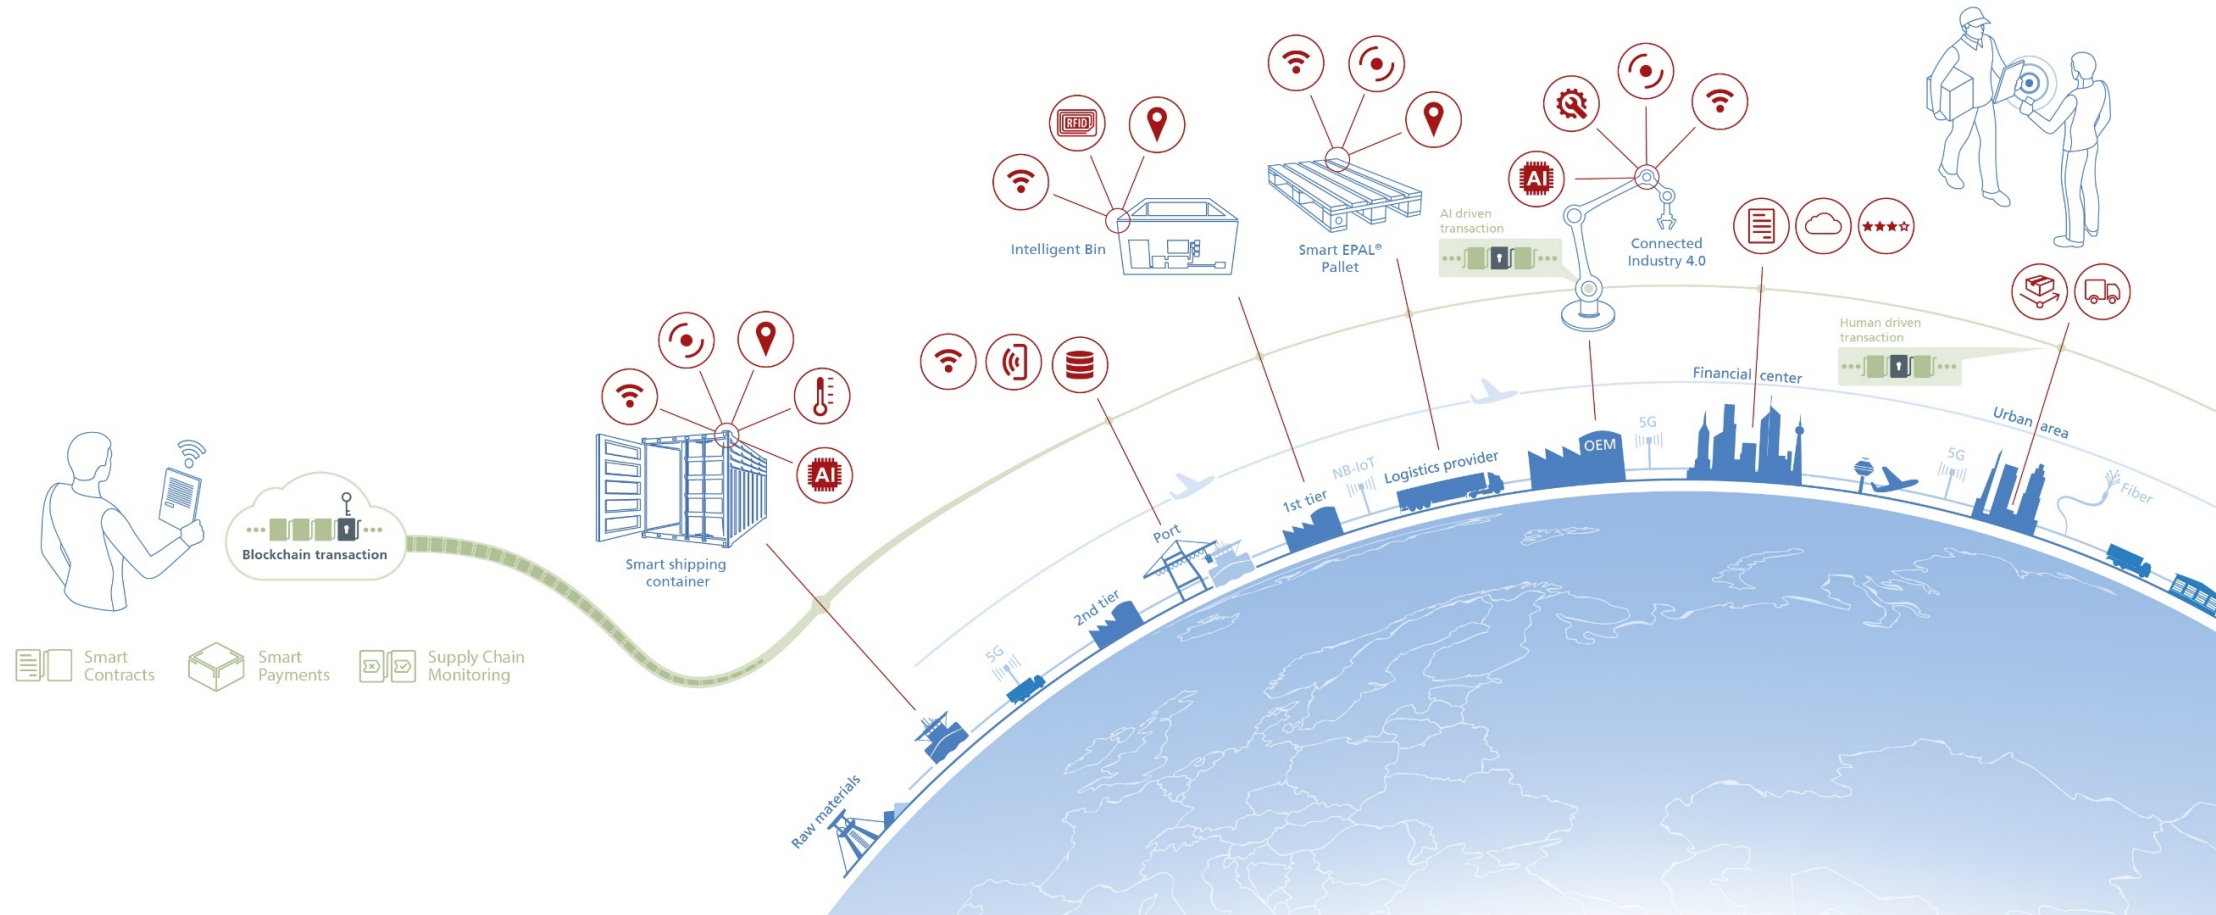 Blockchain transaction
Smart
Contracts
Smart
Payments
Supply Chain
Monitoring
Smart shipping
container
AI
Intelligent Bin
RFID
Smart EPAL®
Pallet
AI driven
transaction
AI
Connected
Industry 4.0
Human driven
transaction
Raw materials
5G
2nd tier
Port
1st tier
NB-IoT
Logistics provider
OEM
5G
Financial center
5G
Urban area
Fiber